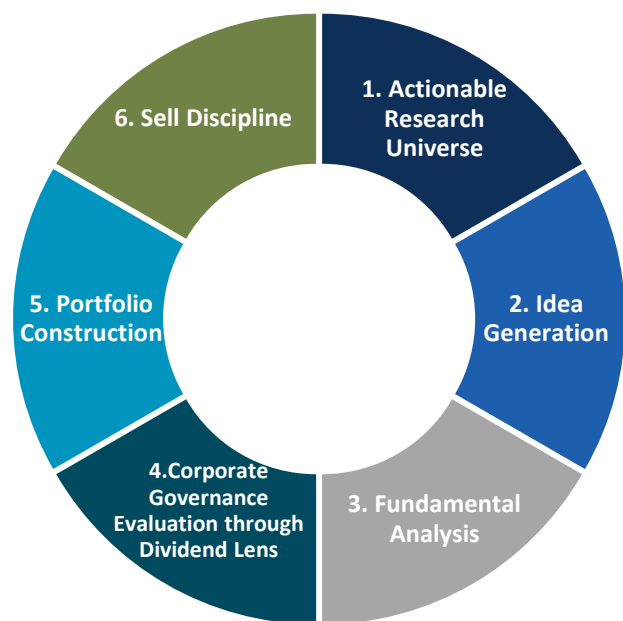 1. Actionable
Research
Universe
2. Idea
Generation
3. Fundamental
Analysis
4.Corporate
Governance
Evaluation through
Dividend Lens
5. Portfolio
Construction
6. Sell Discipline